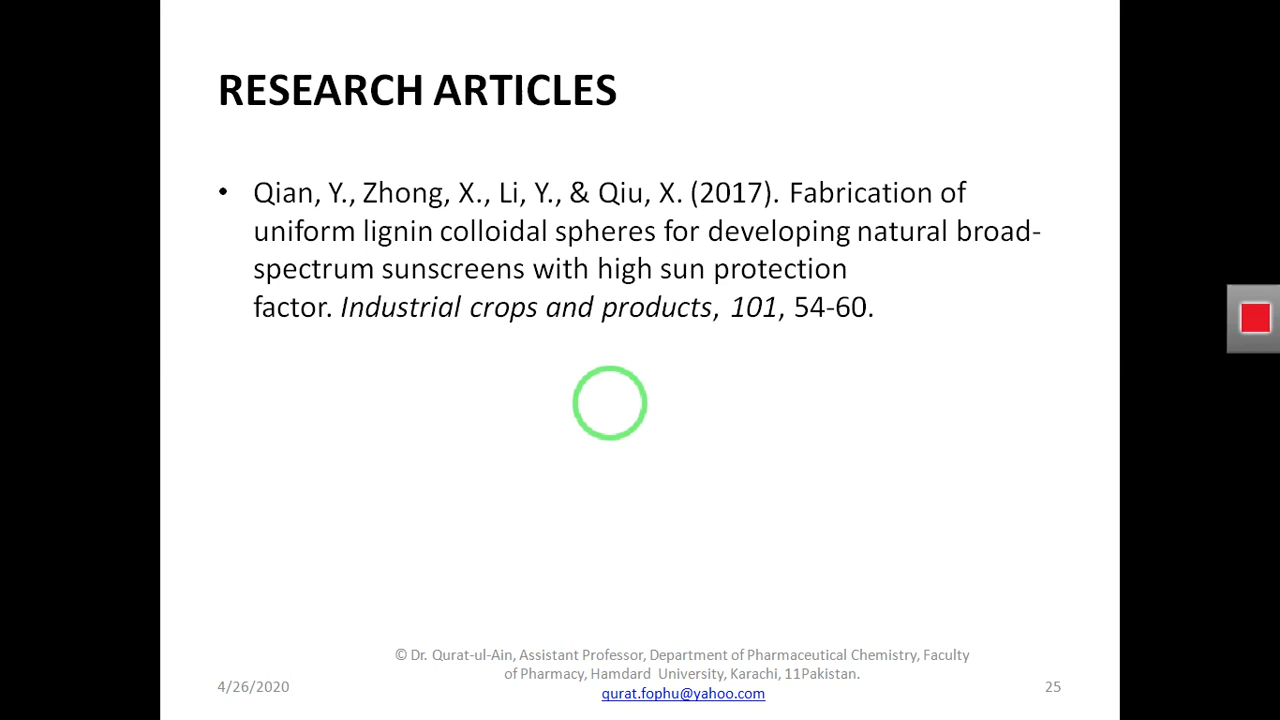 RESEARCH ARTICLES
• Qian, Y., Zhong, X., Li, Y., & Qiu, X. (2017). Fabrication of
uniform lignin colloidal spheres for developing natural broad-
spectrum sunscreens with high sun protection
factor. Industrial crops and products, 101, 54-60.
© Dr. Qurat-ul-Ain, Assistant Professor, Department of Pharmaceutical Chemistry, Faculty
of Pharmacy, Hamdard University, Karachi, 11Pakistan.
4/26/2020
qurat.fophu@yahoo.com
25